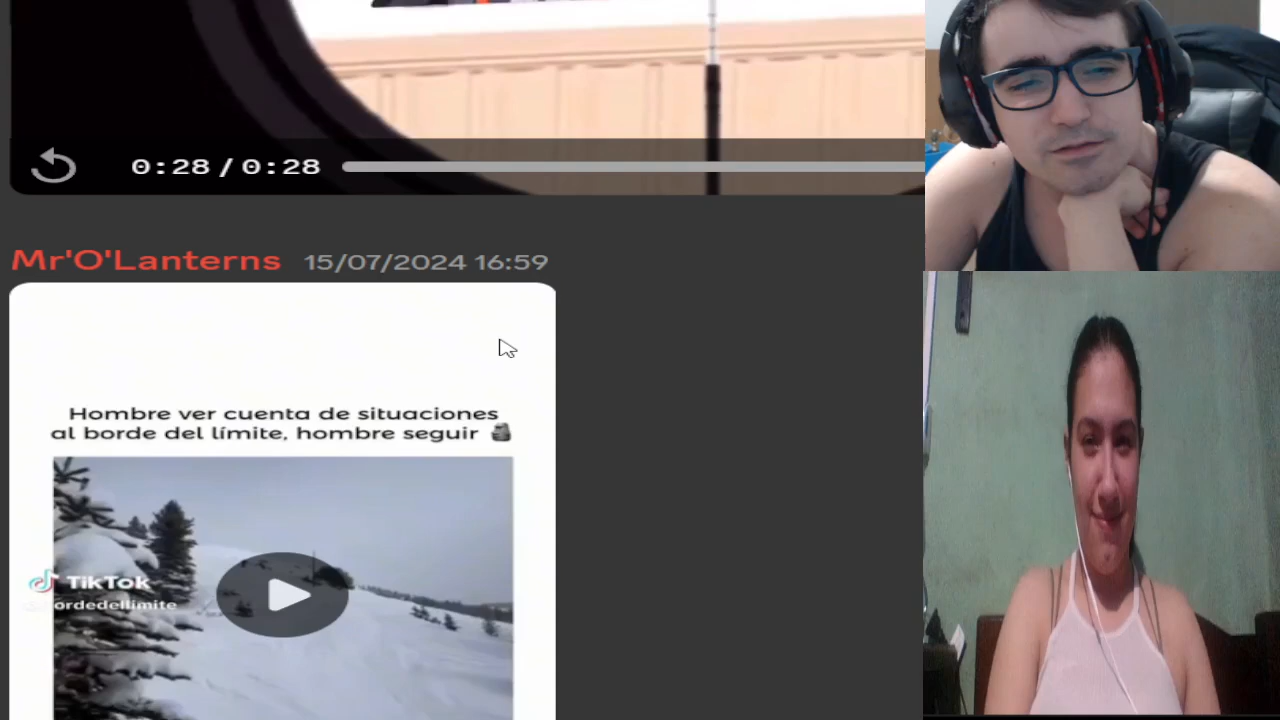 0:28 / 0:28
Mr'O'Lanterns 15/07/2024 16:59
Hombre ver cuenta de situaciones
al borde del límite, hombre seguir 🗿
TikTok
ordedellimite